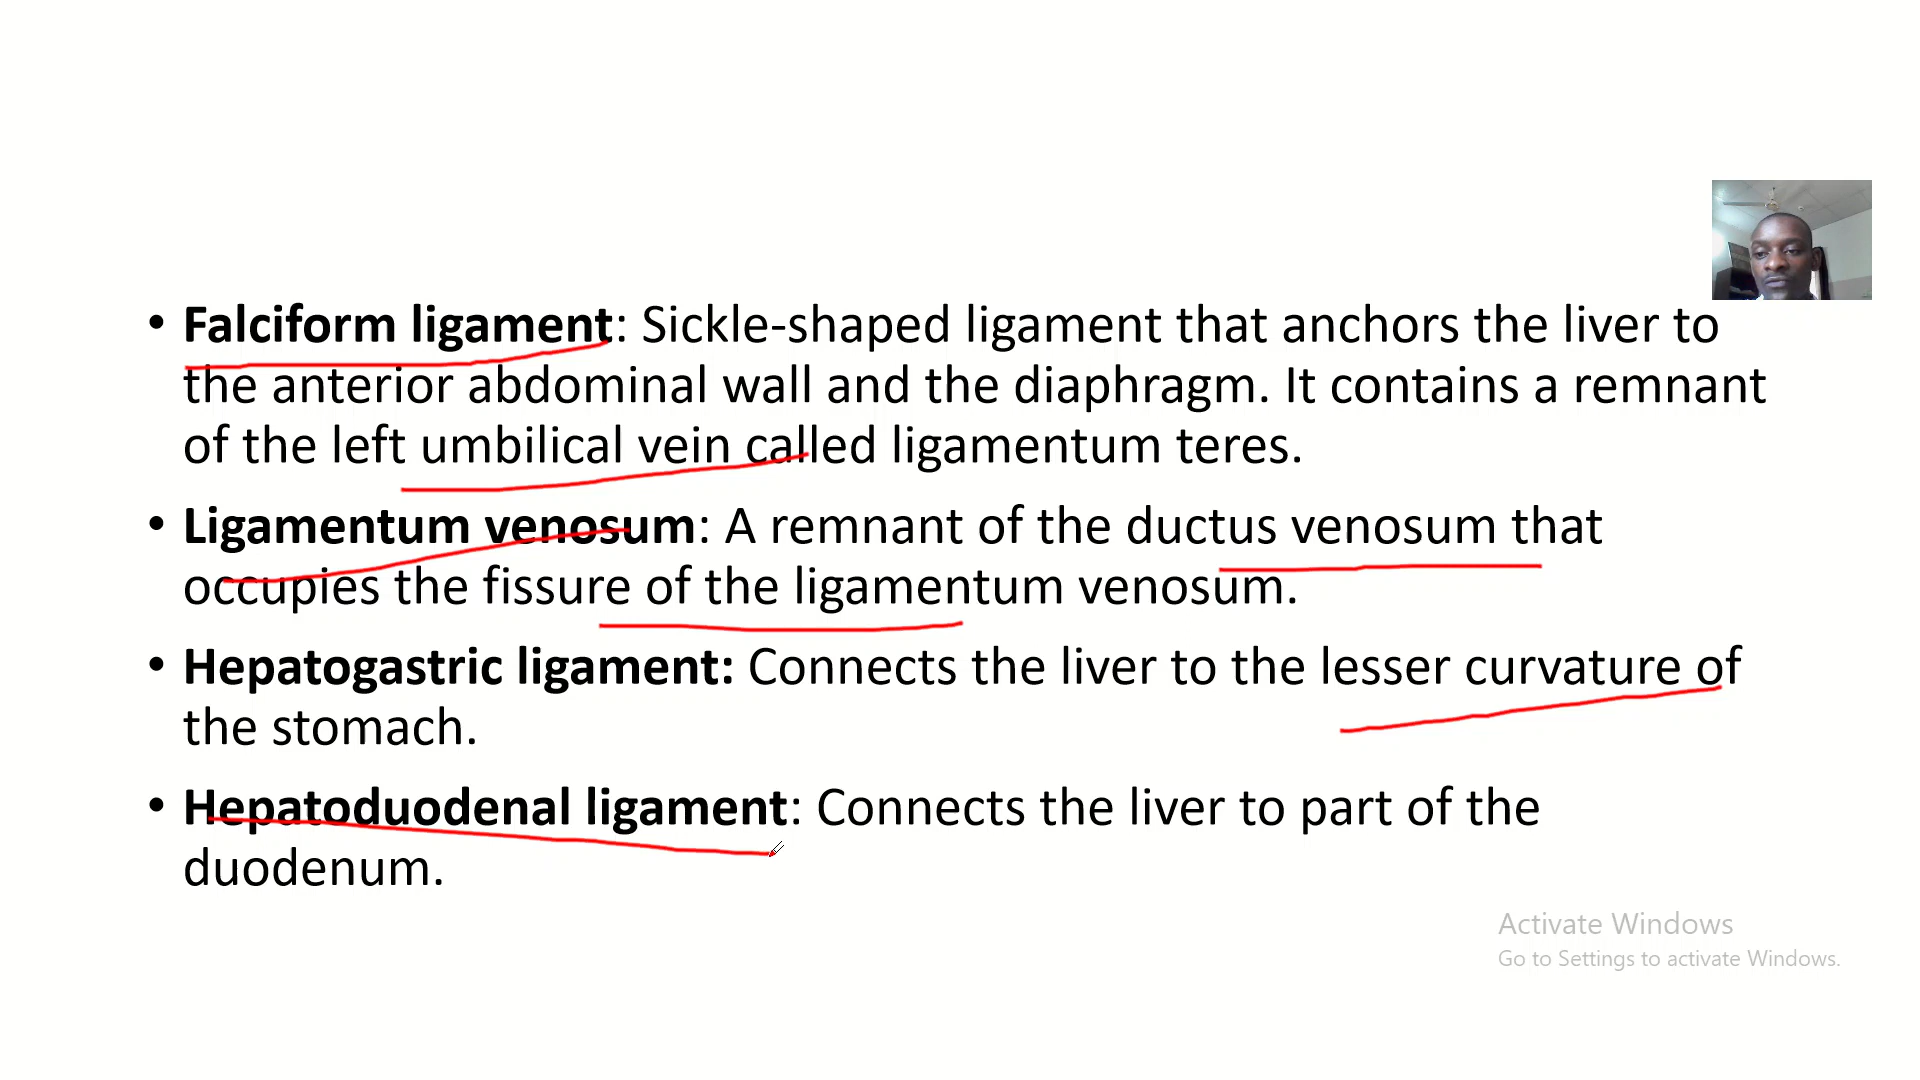 • Falciform ligament: Sickle-shaped ligament that anchors the liver to
the anterior abdominal wall and the diaphragm. It contains a remnant
of the left umbilical vein called ligamentum teres.
• Ligamentum venosum: A remnant of the ductus venosum that
occupies the fissure of the ligamentum venosum.
• Hepatogastric ligament: Connects the liver to the lesser curvature of
the stomach.
• Hepatoduodenal ligament: Connects the liver to part of the
duodenum.
Activate Windows
Go to Settings to activate Windows.